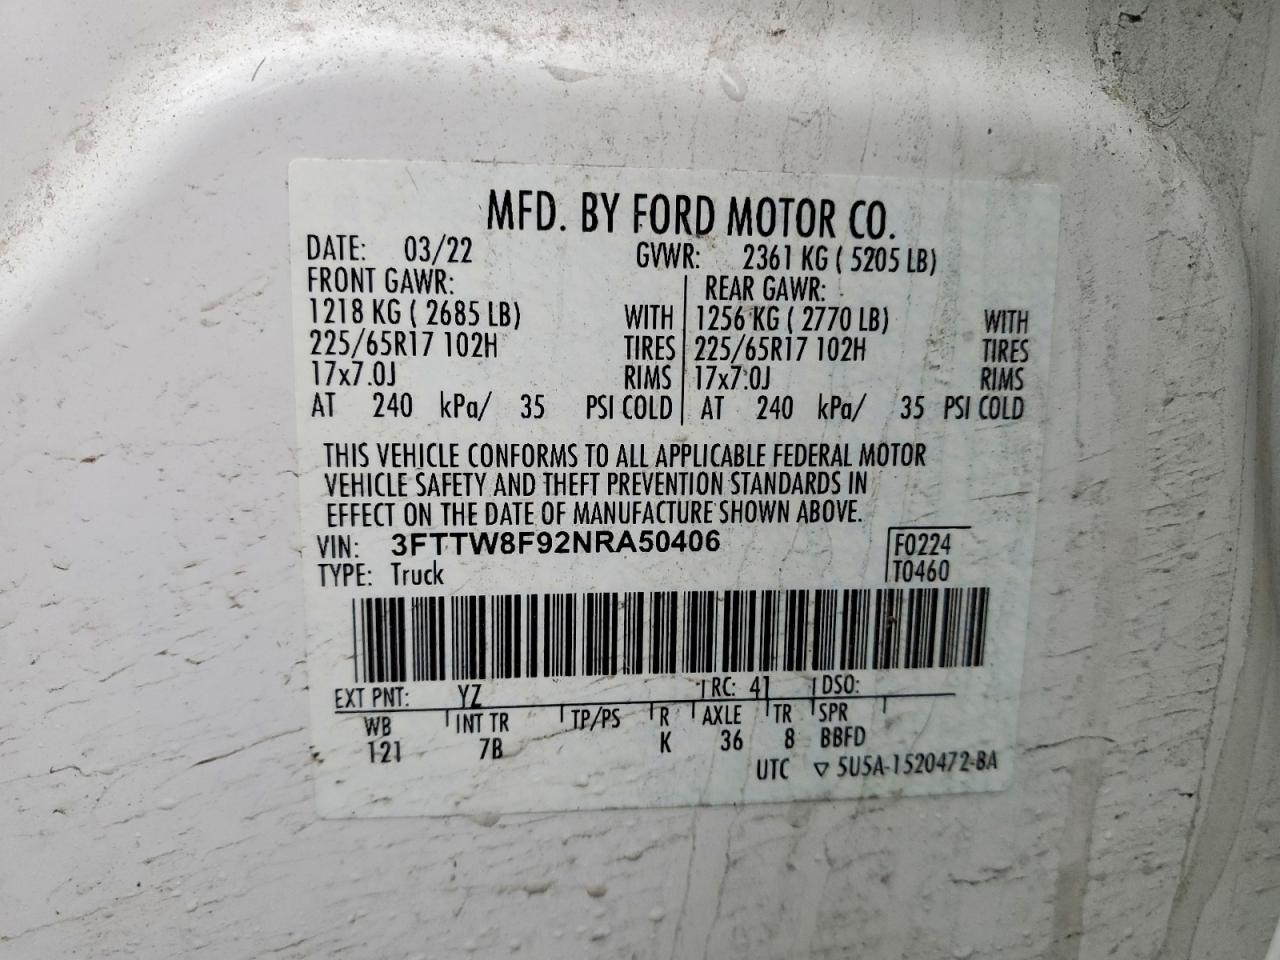 MFD. BY FORD MOTOR CO.
DATE: 03/22 GVWR: 2361 KG ( 5205 LB)
FRONT GAWR: REAR GAWR:
1218 KG ( 2685 LB) WITH 1256 KG ( 2770 LB) WITH
225/65R17 102H TIRES 225/65R17 102H TIRES
17x7.0J RIMS 17x7.0J RIMS
AT 240 kPa/ 35 PSI COLD AT 240 kPa/ 35 PSI COLD
THIS VEHICLE CONFORMS TO ALL APPLICABLE FEDERAL MOTOR
VEHICLE SAFETY AND THEFT PREVENTION STANDARDS IN
EFFECT ON THE DATE OF MANUFACTURE SHOWN ABOVE.
VIN: 3FTTW8F92NRA50406 F0224
TYPE: Truck T0460
EXT PNT: YZ RC: 41 DSO:
WB INT TR TP/PS R AXLE TR SPR
121 7B K 36 8 BBFD
UTC ▽ 5U5A-1520472-BA